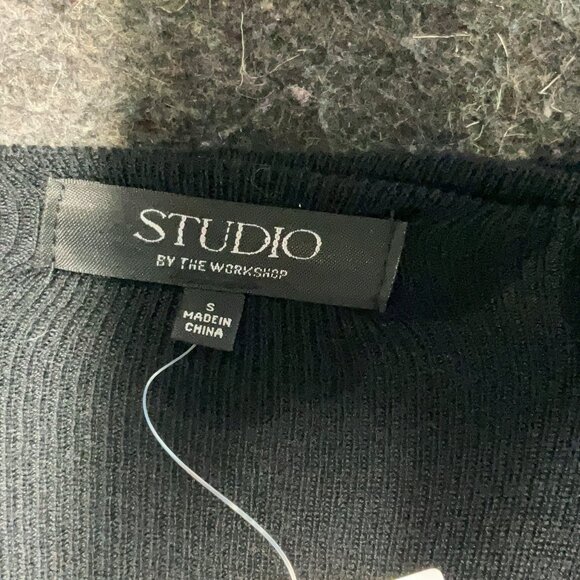 STUDIO
BY THE WORKSHOP
S
MADE IN
CHINA